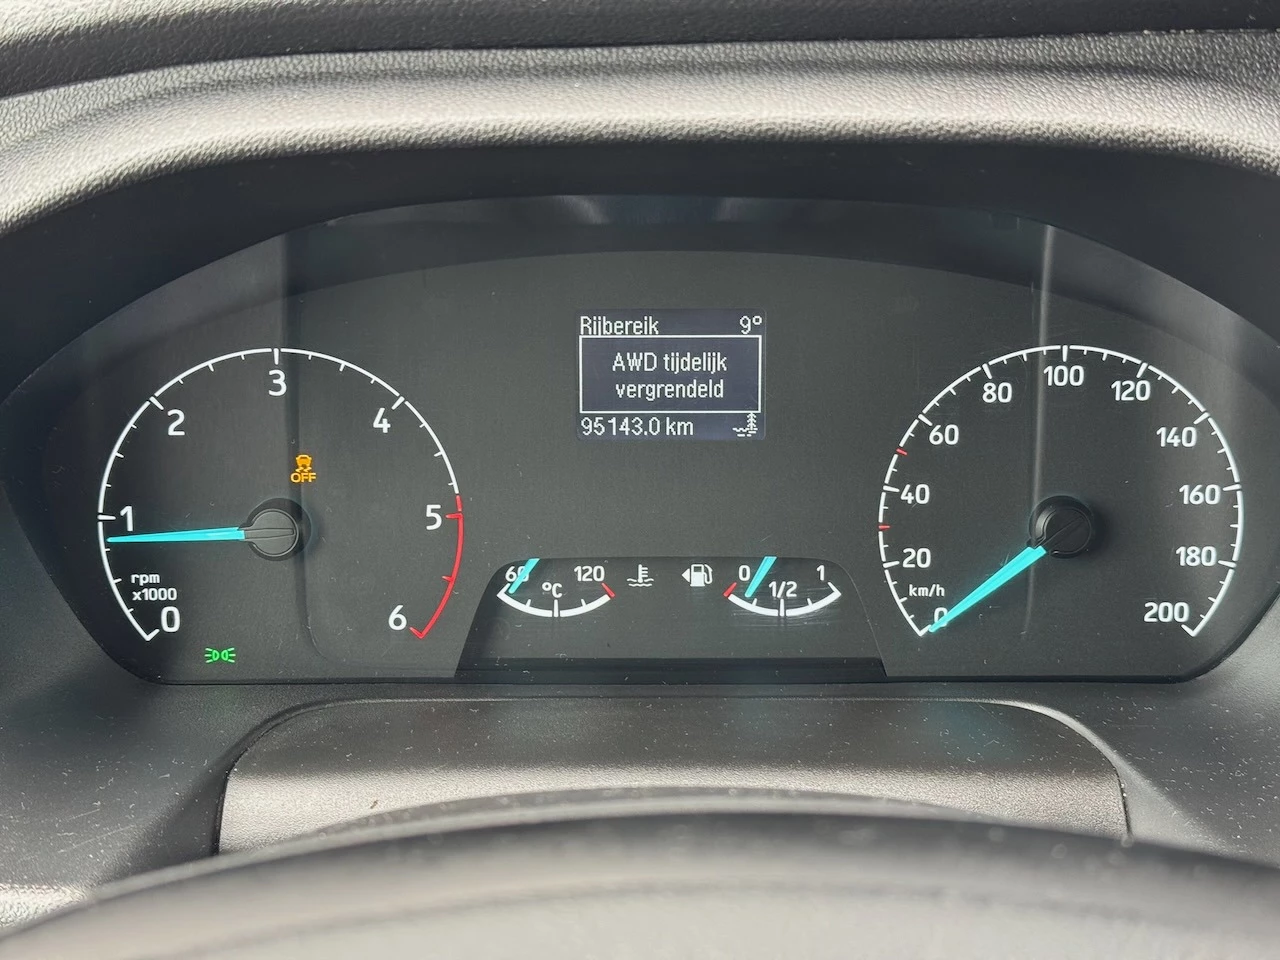 Rijbereik 9°
AWD tijdelijk
vergrendeld
95143.0 km
0 1 2 3 4 5 6
rpm
x1000
OFF
60 120
°C
0 1/2 1
0 20 40 60 80 100 120 140 160 180 200
km/h